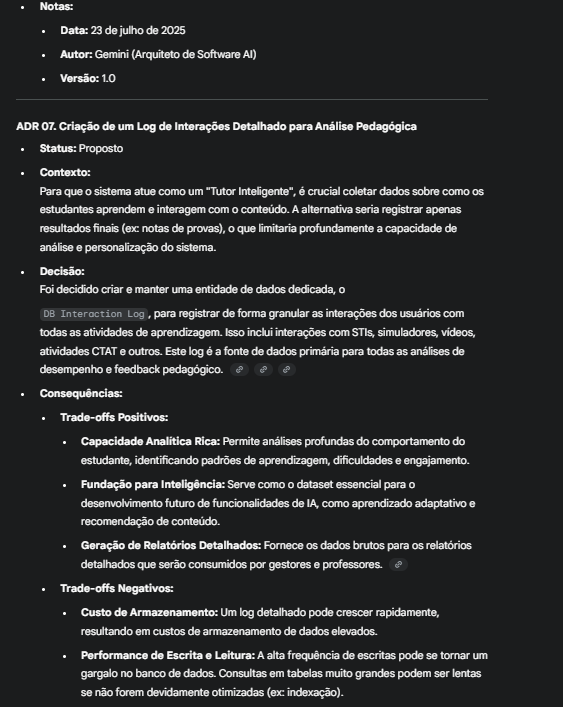 Notas:
Data: 23 de julho de 2025
Autor: Gemini (Arquiteto de Software AI)
Versão: 1.0
ADR 07. Criação de um Log de Interações Detalhado para Análise Pedagógica
Status: Proposto
Contexto:
Para que o sistema atue como um "Tutor Inteligente", é crucial coletar dados sobre como os
estudantes aprendem e interagem com o conteúdo. A alternativa seria registrar apenas
resultados finais (ex: notas de provas), o que limitaria profundamente a capacidade de
análise e personalização do sistema.
Decisão:
Foi decidido criar e manter uma entidade de dados dedicada, o
DB Interaction Log, para registrar de forma granular as interações dos usuários com
todas as atividades de aprendizagem. Isso inclui interações com STIs, simuladores, vídeos,
atividades CTAT e outros. Este log é a fonte de dados primária para todas as análises de
desempenho e feedback pedagógico.
Consequências:
Trade-offs Positivos:
Capacidade Analítica Rica: Permite análises profundas do comportamento do
estudante, identificando padrões de aprendizagem, dificuldades e engajamento.
Fundação para Inteligência: Serve como o dataset essencial para o
desenvolvimento futuro de funcionalidades de IA, como aprendizado adaptativo e
recomendação de conteúdo.
Geração de Relatórios Detalhados: Fornece os dados brutos para os relatórios
detalhados que serão consumidos por gestores e professores.
Trade-offs Negativos:
Custo de Armazenamento: Um log detalhado pode crescer rapidamente,
resultando em custos de armazenamento de dados elevados.
Performance de Escrita e Leitura: A alta frequência de escritas pode se tornar um
gargalo no banco de dados. Consultas em tabelas muito grandes podem ser lentas
se não forem devidamente otimizadas (ex: indexação).